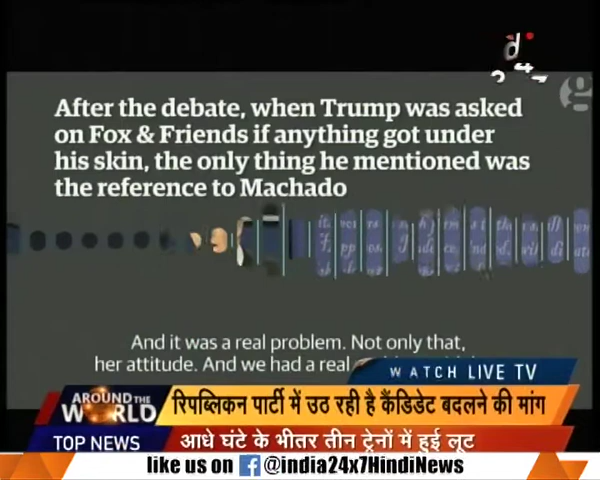 After the debate, when Trump was asked
on Fox & Friends if anything got under
his skin, the only thing he mentioned was
the reference to Machado
And it was a real problem. Not only that,
her attitude. And we had a real
WATCH LIVE TV
AROUND THE
WORLD
रिपब्लिकन पार्टी में उठ रही है कैंडिडेट बदलने की मांग
TOP NEWS
आधे घंटे के भीतर तीन ट्रेनों में हुई लूट
like us on f @india24x7HindiNews